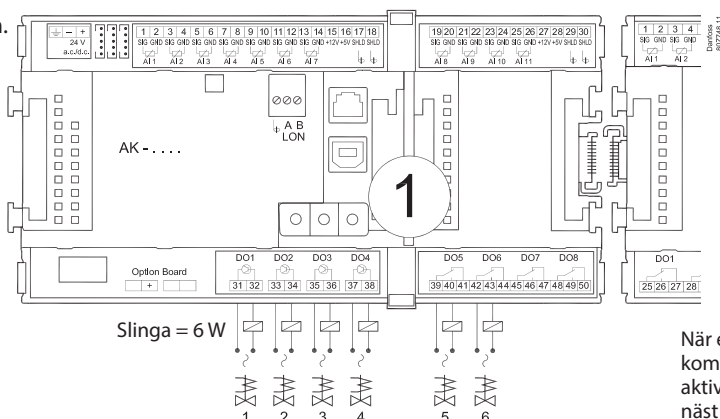 n.
24 V
a.c./d.c.
1 2 3 4 5 6 7 8 9 10 11 12 13 14 15 16 17 18
SIG GND SIG GND SIG GND SIG GND SIG GND SIG GND SIG GND +12V +5V SHLD SHLD
AI 1 AI 2 AI 3 AI 4 AI 5 AI 6 AI 7
19 20 21 22 23 24 25 26 27 28 29 30
SIG GND SIG GND SIG GND SIG GND +12V +5V SHLD SHLD
AI 8 AI 9 AI 10 AI 11
1 2 3 4
SIG GND SIG GND
AI 1 AI 2
Danfoss
A B
LON
AK - . . . .
1
Option Board
DO1 DO2 DO3 DO4
31 32 33 34 35 36 37 38
DO5 DO6 DO7 DO8
39 40 41 42 43 44 45 46 47 48 49 50
DO1
25 26 27 28
Slinga = 6 W
1 2 3 4 5 6
När e
kom
aktiv
näst